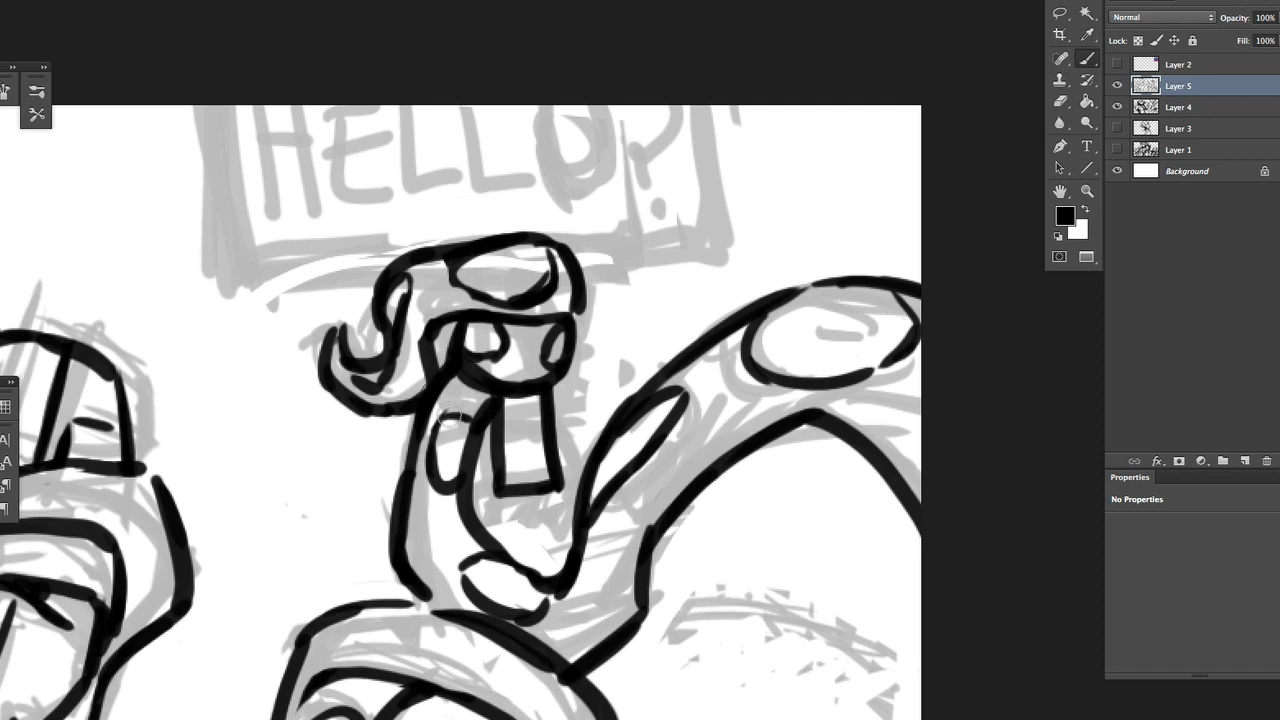 Normal
Opacity: 100%
Lock:
Fill: 100%
Layer 2
Layer 5
Layer 4
Layer 3
Layer 1
Background
HELLO?
fx
Properties
No Properties
A|
A
T